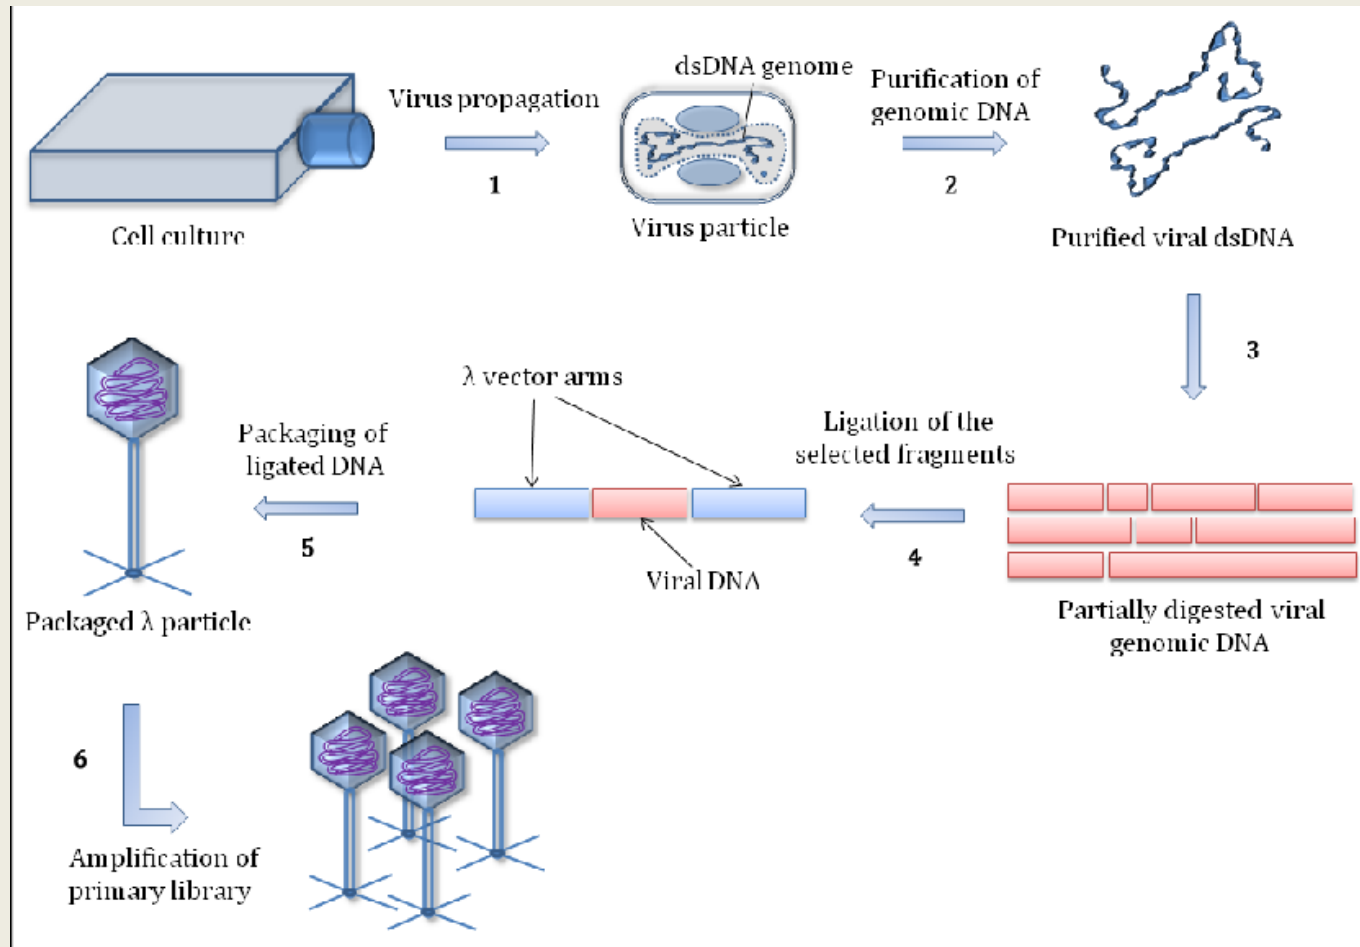 Virus propagation
1
Cell culture
dsDNA genome
Virus particle
Purification of
genomic DNA
2
Purified viral dsDNA
3
Partially digested viral
genomic DNA
Ligation of the
selected fragments
4
λ vector arms
Viral DNA
Packaging of
ligated DNA
5
Packaged λ particle
6
Amplification of
primary library